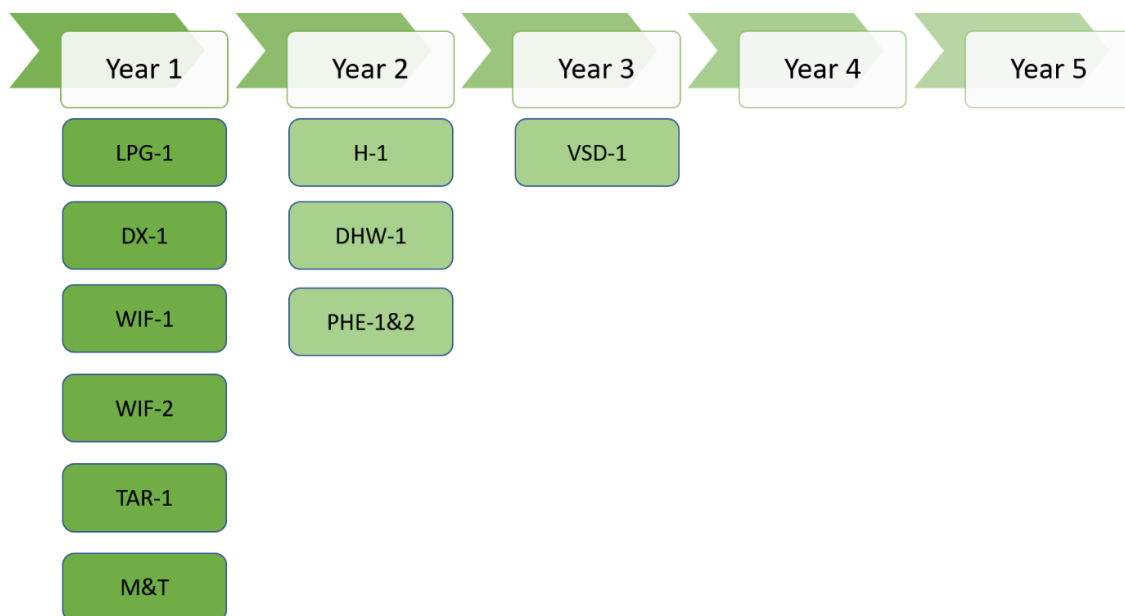 Year 1
Year 2
Year 3
Year 4
Year 5
LPG-1
H-1
VSD-1
DX-1
DHW-1
WIF-1
PHE-1&2
WIF-2
TAR-1
M&T